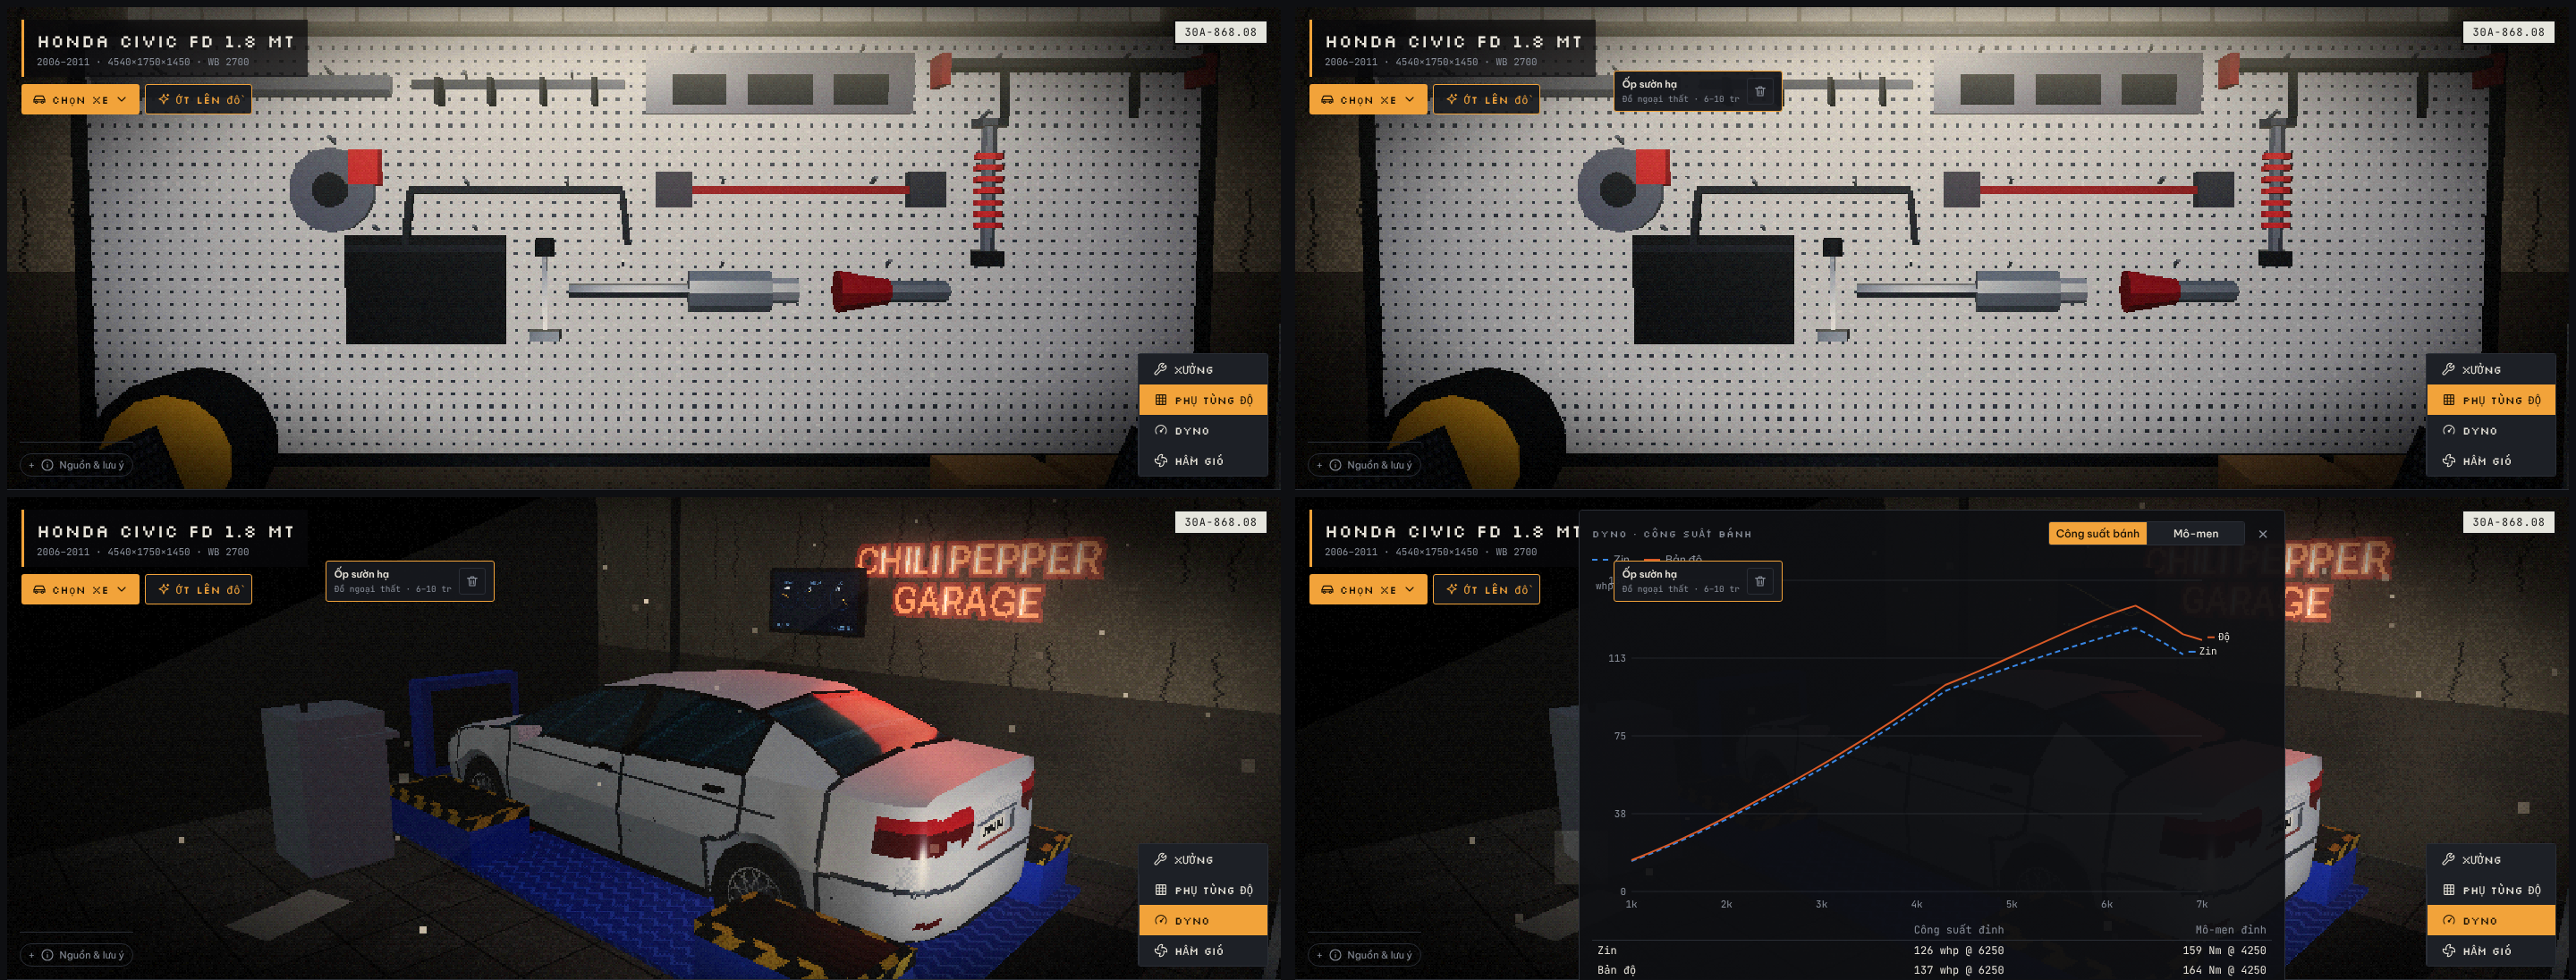 HONDA CIVIC FD 1.8 MT
2006-2011 · 4540×1750×1450 · WB 2700
30A-868.08
CHỌN XE
ỚT LÊN ĐỒ
XƯỞNG
PHỤ TÙNG ĐỘ
DYNO
HẦM GIÓ
+ Nguồn & lưu ý
HONDA CIVIC FD 1.8 MT
2006-2011 · 4540×1750×1450 · WB 2700
30A-868.08
CHỌN XE
ỚT LÊN ĐỒ
Ốp sườn hạ
Đồ ngoại thất · 6-10 tr
XƯỞNG
PHỤ TÙNG ĐỘ
DYNO
HẦM GIÓ
+ Nguồn & lưu ý
HONDA CIVIC FD 1.8 MT
2006-2011 · 4540×1750×1450 · WB 2700
30A-868.08
CHỌN XE
ỚT LÊN ĐỒ
Ốp sườn hạ
Đồ ngoại thất · 6-10 tr
CHILI PEPPER
GARAGE
XƯỞNG
PHỤ TÙNG ĐỘ
DYNO
HẦM GIÓ
+ Nguồn & lưu ý
HONDA CIVIC FD 1.8 MT
2006-2011 · 4540×1750×1450 · WB 2700
30A-868.08
CHỌN XE
ỚT LÊN ĐỒ
DYNO · CÔNG SUẤT BÁNH
Công suất bánh
Mô-men
Zin
Bản độ
whp
Ốp sườn hạ
Đồ ngoại thất · 6-10 tr
CHILI PEPPER
GARAGE
Độ
Zin
113
75
38
0
1k 2k 3k 4k 5k 6k 7k
Công suất đỉnh Mô-men đỉnh
Zin 126 whp @ 6250 159 Nm @ 4250
Bản độ 137 whp @ 6250 164 Nm @ 4250
XƯỞNG
PHỤ TÙNG ĐỘ
DYNO
HẦM GIÓ
+ Nguồn & lưu ý